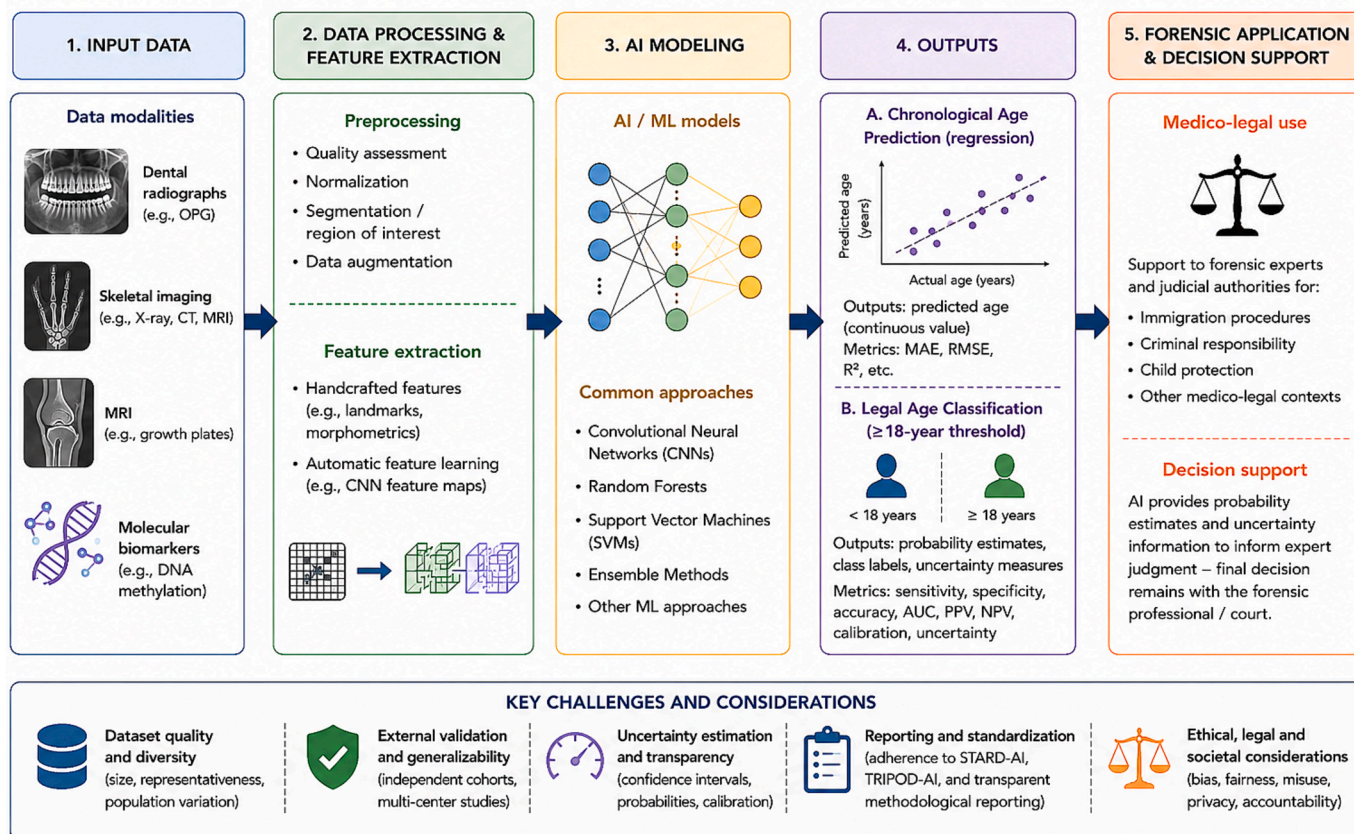 1. INPUT DATA
Data modalities
Dental
radiographs
(e.g., OPG)
Skeletal imaging
(e.g., X-ray, CT, MRI)
MRI
(e.g., growth plates)
Molecular
biomarkers
(e.g., DNA
methylation)
2. DATA PROCESSING &
FEATURE EXTRACTION
Preprocessing
• Quality assessment
• Normalization
• Segmentation /
region of interest
• Data augmentation
Feature extraction
• Handcrafted features
(e.g., landmarks,
morphometrics)
• Automatic feature learning
(e.g., CNN feature maps)
3. AI MODELING
AI / ML models
Common approaches
• Convolutional Neural
Networks (CNNs)
• Random Forests
• Support Vector Machines
(SVMs)
• Ensemble Methods
• Other ML approaches
4. OUTPUTS
A. Chronological Age
Prediction (regression)
Predicted age
(years)
Actual age (years)
Outputs: predicted age
(continuous value)
Metrics: MAE, RMSE,
R², etc.
B. Legal Age Classification
(≥18-year threshold)
< 18 years
≥ 18 years
Outputs: probability estimates,
class labels, uncertainty measures
Metrics: sensitivity, specificity,
accuracy, AUC, PPV, NPV,
calibration, uncertainty
5. FORENSIC APPLICATION
& DECISION SUPPORT
Medico-legal use
Support to forensic experts
and judicial authorities for:
• Immigration procedures
• Criminal responsibility
• Child protection
• Other medico-legal contexts
Decision support
AI provides probability
estimates and uncertainty
information to inform expert
judgment – final decision
remains with the forensic
professional / court.
KEY CHALLENGES AND CONSIDERATIONS
Dataset quality
and diversity
(size, representativeness,
population variation)
External validation
and generalizability
(independent cohorts,
multi-center studies)
Uncertainty estimation
and transparency
(confidence intervals,
probabilities, calibration)
Reporting and standardization
(adherence to STARD-AI,
TRIPOD-AI, and transparent
methodological reporting)
Ethical, legal and
societal considerations
(bias, fairness, misuse,
privacy, accountability)